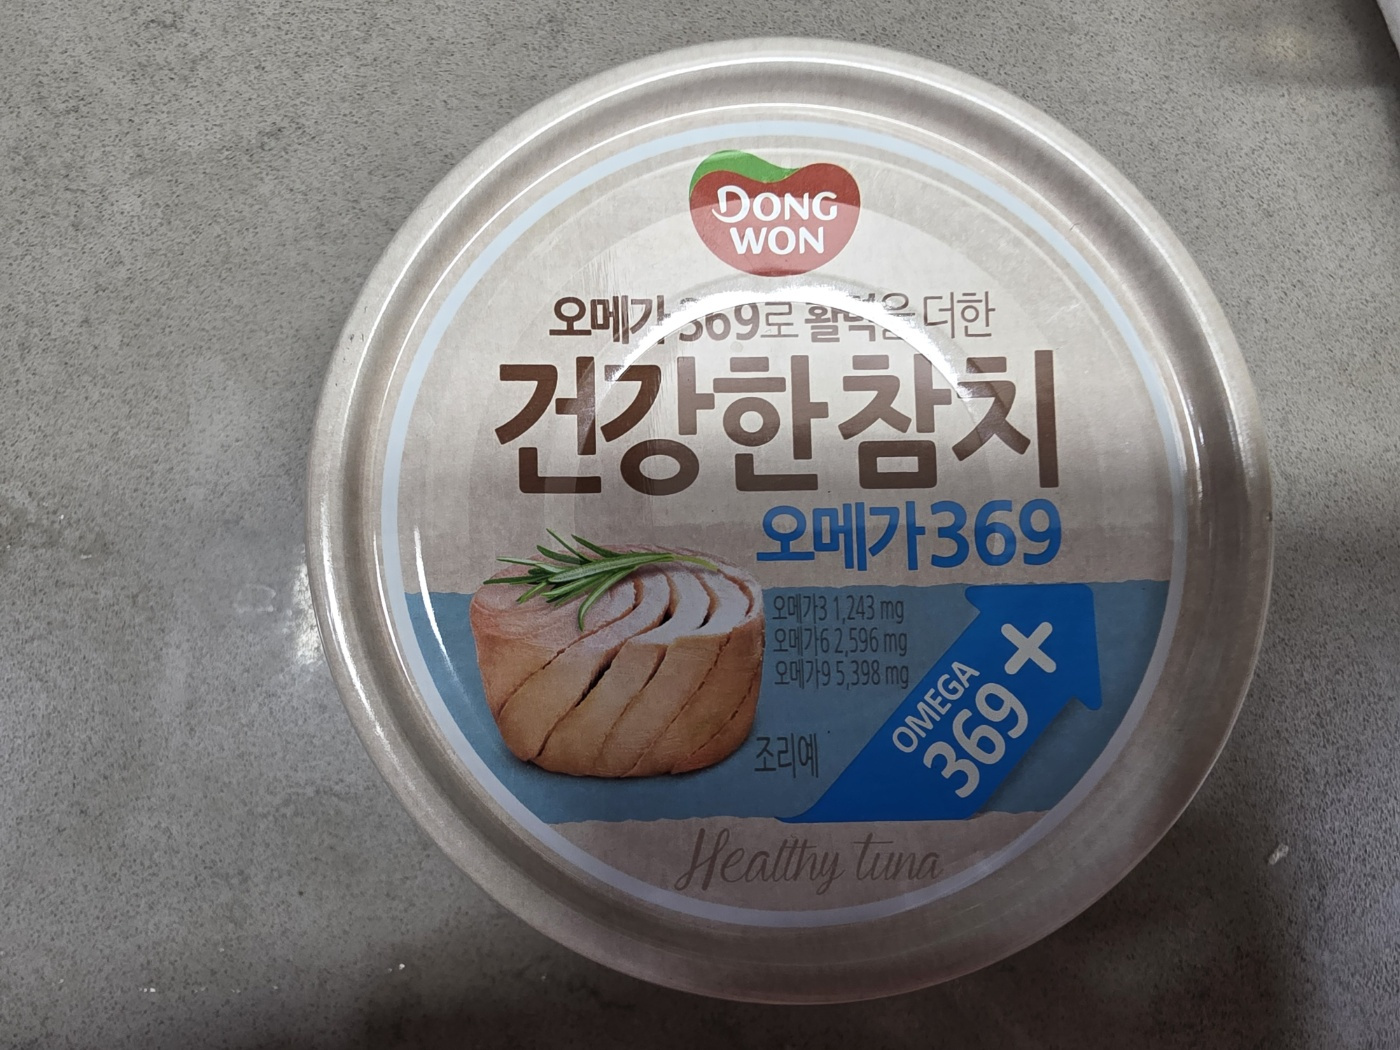 DONG
WON
오메가 369로 활력을 더한
건강한 참치
오메가369
오메가3 1,243 mg
오메가6 2,596 mg
오메가9 5,398 mg
OMEGA
369 +
조리예
Healthy tuna